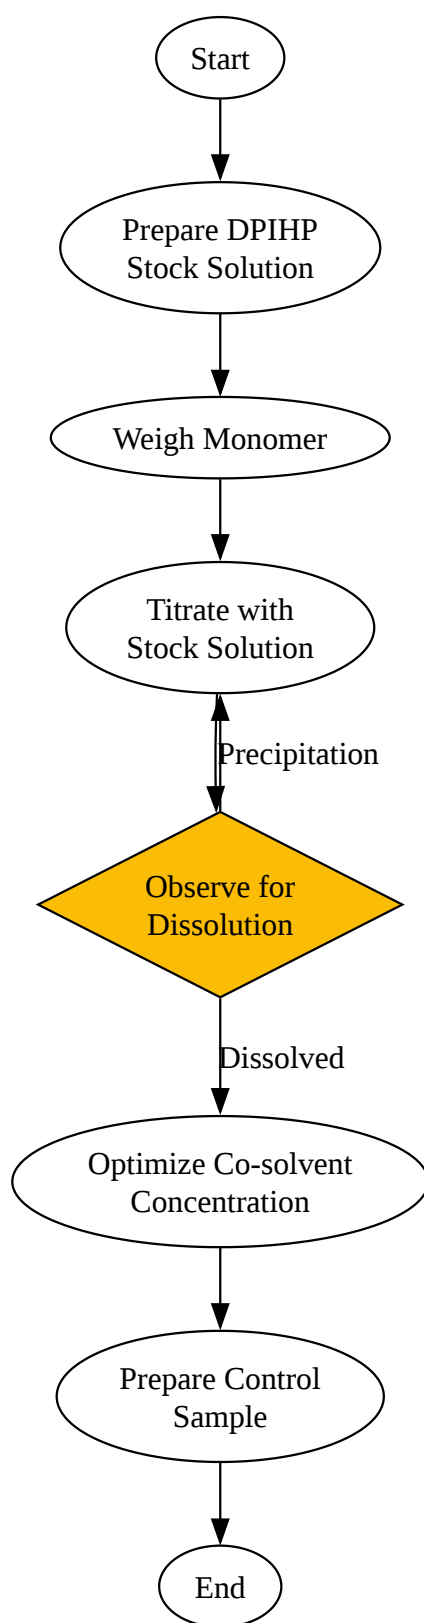 Start
Prepare DPIHP
Stock Solution
Weigh Monomer
Titrate with
Stock Solution
Precipitation
Observe for
Dissolution
Dissolved
Optimize Co-solvent
Concentration
Prepare Control
Sample
End